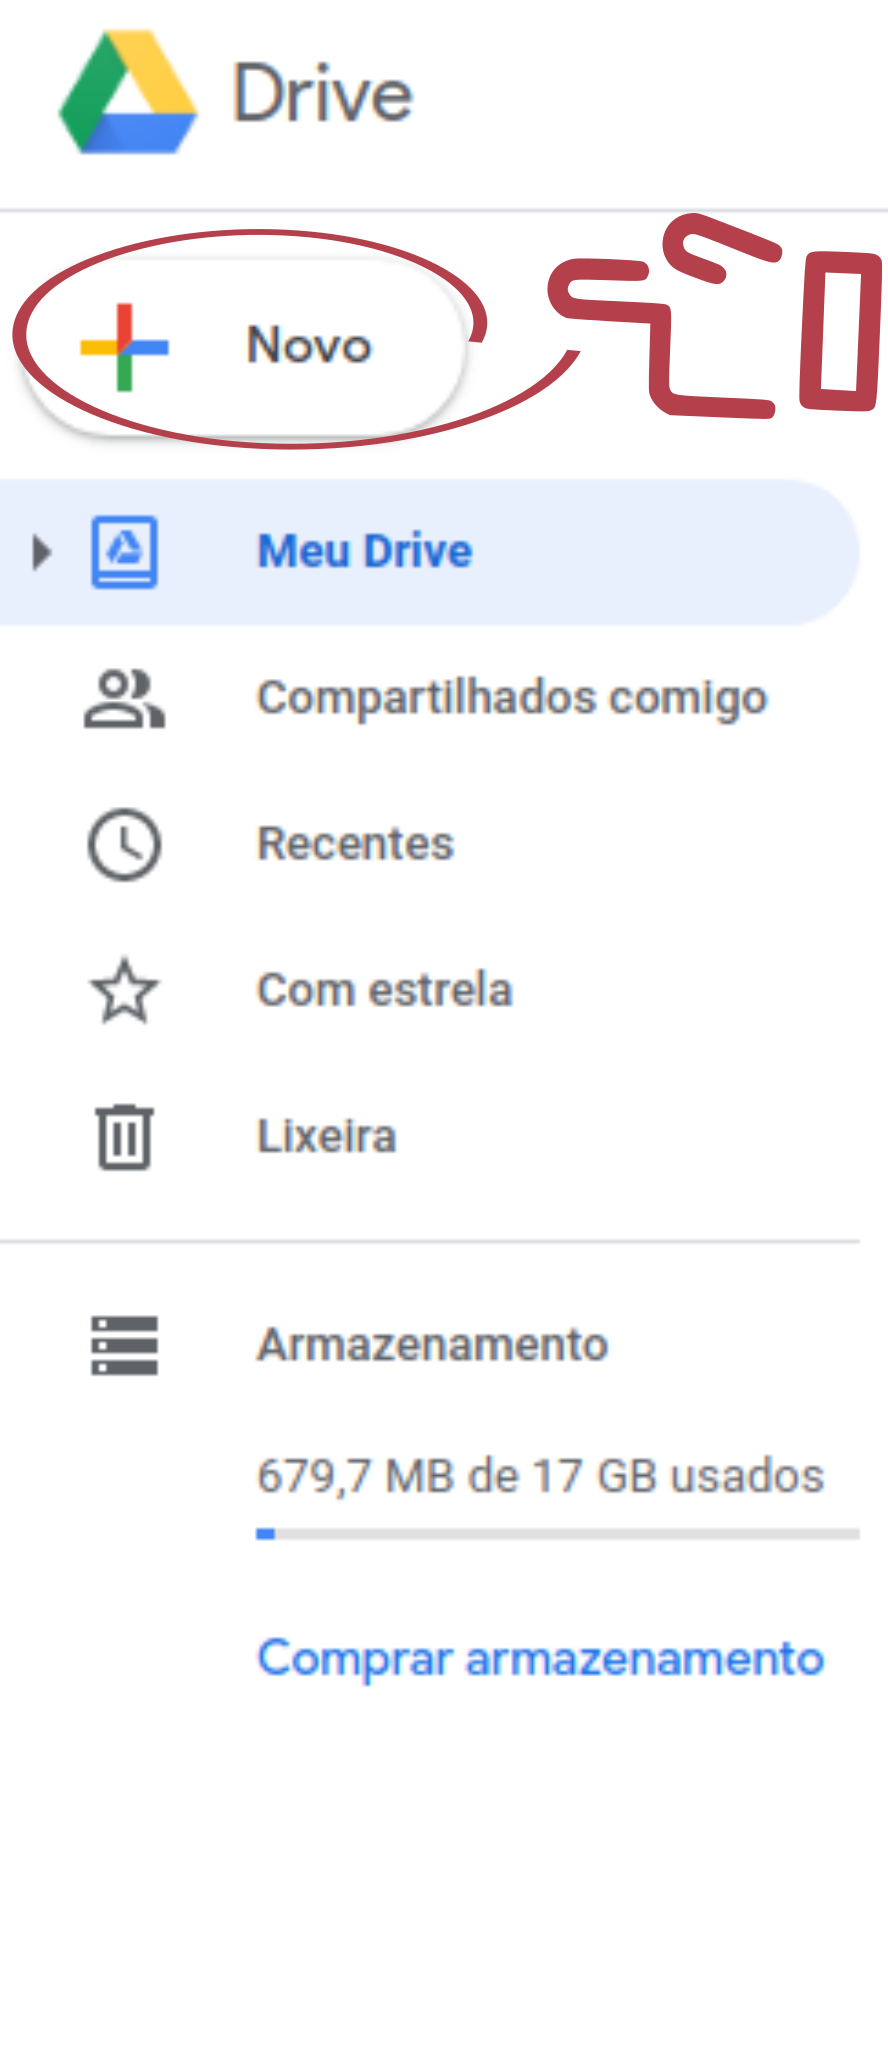 Drive
Novo
Meu Drive
Compartilhados comigo
Recentes
Com estrela
Lixeira
Armazenamento
679,7 MB de 17 GB usados
Comprar armazenamento